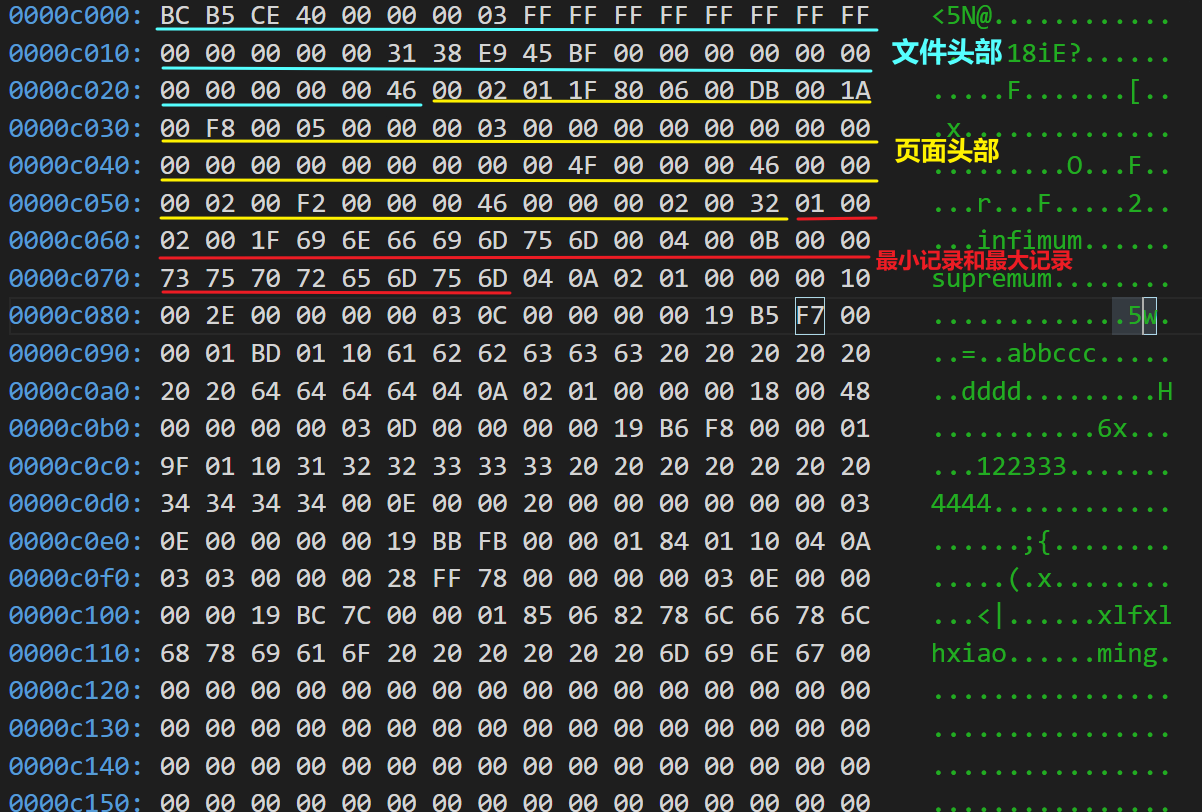 0000c000: BC B5 CE 40 00 00 00 03 FF FF FF FF FF FF FF FF <5N@............
0000c010: 00 00 00 00 00 31 38 E9 45 BF 00 00 00 00 00 00 文件头部 18iE?......
0000c020: 00 00 00 00 00 46 00 02 01 1F 80 06 00 DB 00 1A .....F.......[..
0000c030: 00 F8 00 05 00 00 00 03 00 00 00 00 00 00 00 00 .x..............
页面头部
0000c040: 00 00 00 00 00 00 00 00 00 4F 00 00 00 46 00 00 .........O...F..
0000c050: 00 02 00 F2 00 00 00 46 00 00 00 02 00 32 01 00 ...r...F.....2..
0000c060: 02 00 1F 69 6E 66 69 6D 75 6D 00 04 00 0B 00 00 ...infimum......
最小记录和最大记录
0000c070: 73 75 70 72 65 6D 75 6D 04 0A 02 01 00 00 00 10 supremum........
0000c080: 00 2E 00 00 00 03 0C 00 00 00 00 19 B5 F7 00 ............5w.
0000c090: 00 01 BD 01 10 61 62 62 63 63 63 20 20 20 20 20 ..=..abbccc.....
0000c0a0: 20 20 64 64 64 64 04 0A 02 01 00 00 00 18 00 48 ..dddd.........H
0000c0b0: 00 00 00 00 03 0D 00 00 00 00 19 B6 F8 00 00 01 ...........6x...
0000c0c0: 9F 01 10 31 32 32 33 33 33 20 20 20 20 20 20 20 ...122333.......
0000c0d0: 34 34 34 34 00 0E 00 00 20 00 00 00 00 00 00 03 4444............
0000c0e0: 0E 00 00 00 00 19 BB FB 00 00 01 84 01 10 04 0A ......;{........
0000c0f0: 03 03 00 00 00 28 FF 78 00 00 00 00 03 0E 00 00 .....(.x........
0000c100: 00 00 19 BC 7C 00 00 01 85 06 82 78 6C 66 78 6C ...<|......xlfxl
0000c110: 68 78 69 61 6F 20 20 20 20 20 20 6D 69 6E 67 00 hxiao......ming.
0000c120: 00 00 00 00 00 00 00 00 00 00 00 00 00 00 00 00 ................
0000c130: 00 00 00 00 00 00 00 00 00 00 00 00 00 00 00 00 ................
0000c140: 00 00 00 00 00 00 00 00 00 00 00 00 00 00 00 00 ................
0000c150: 00 00 00 00 00 00 00 00 00 00 00 00 00 00 00 00 ................